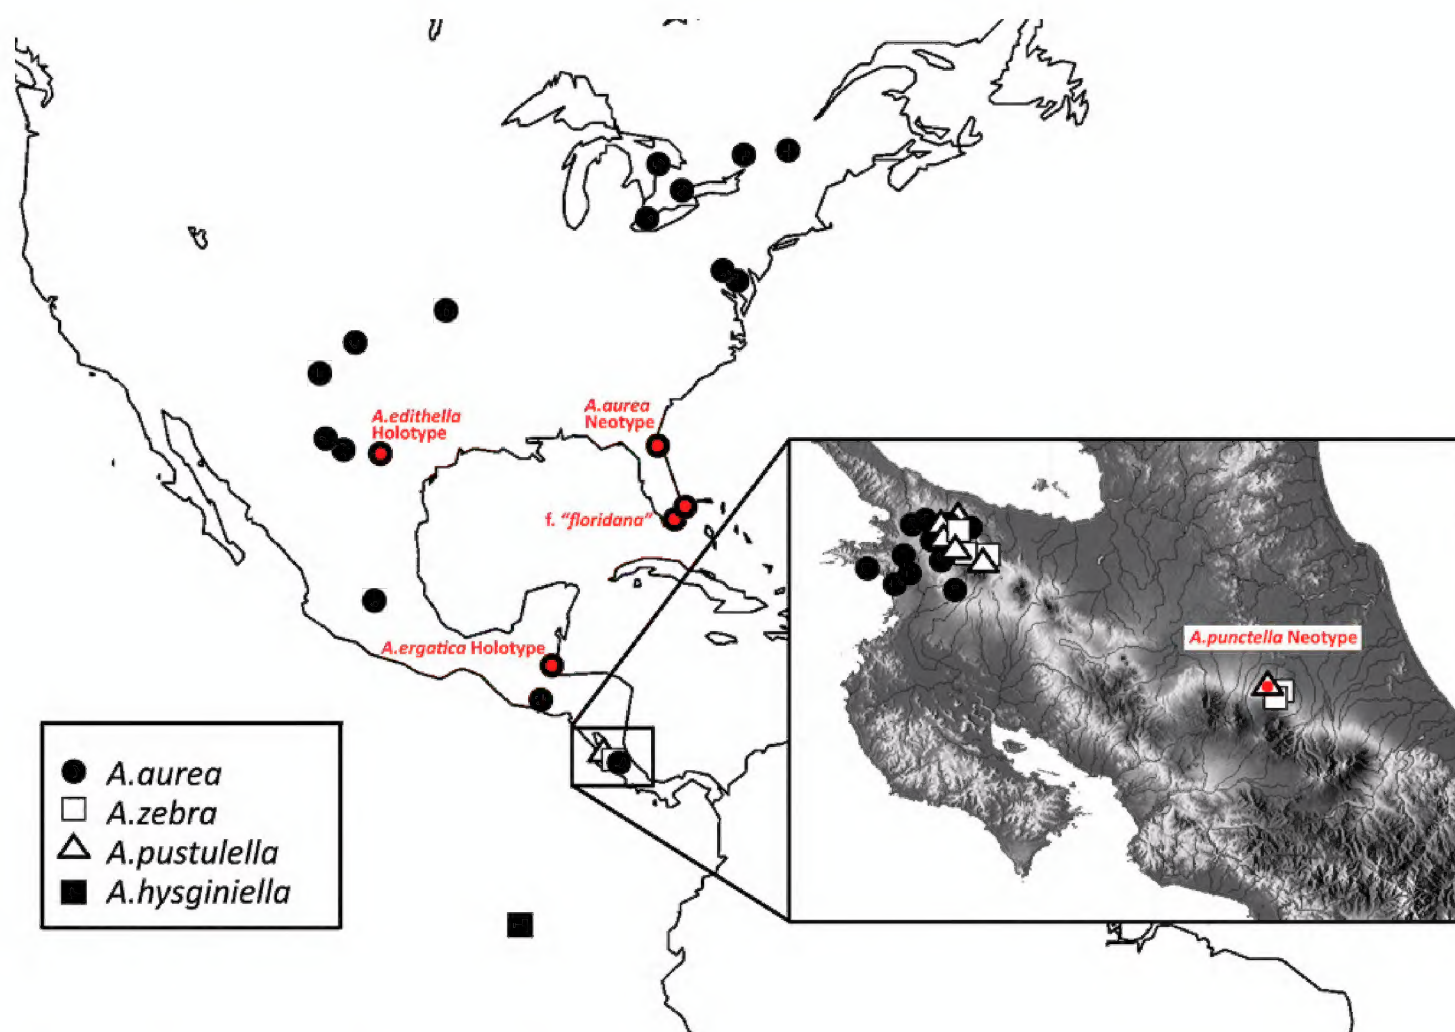 A.edithella
Holotype
A.aurea
Neotype
f. "floridana"
A.ergatica Holotype
A.punctella Neotype
A.aurea
A.zebra
A.pustulella
A.hysginiella